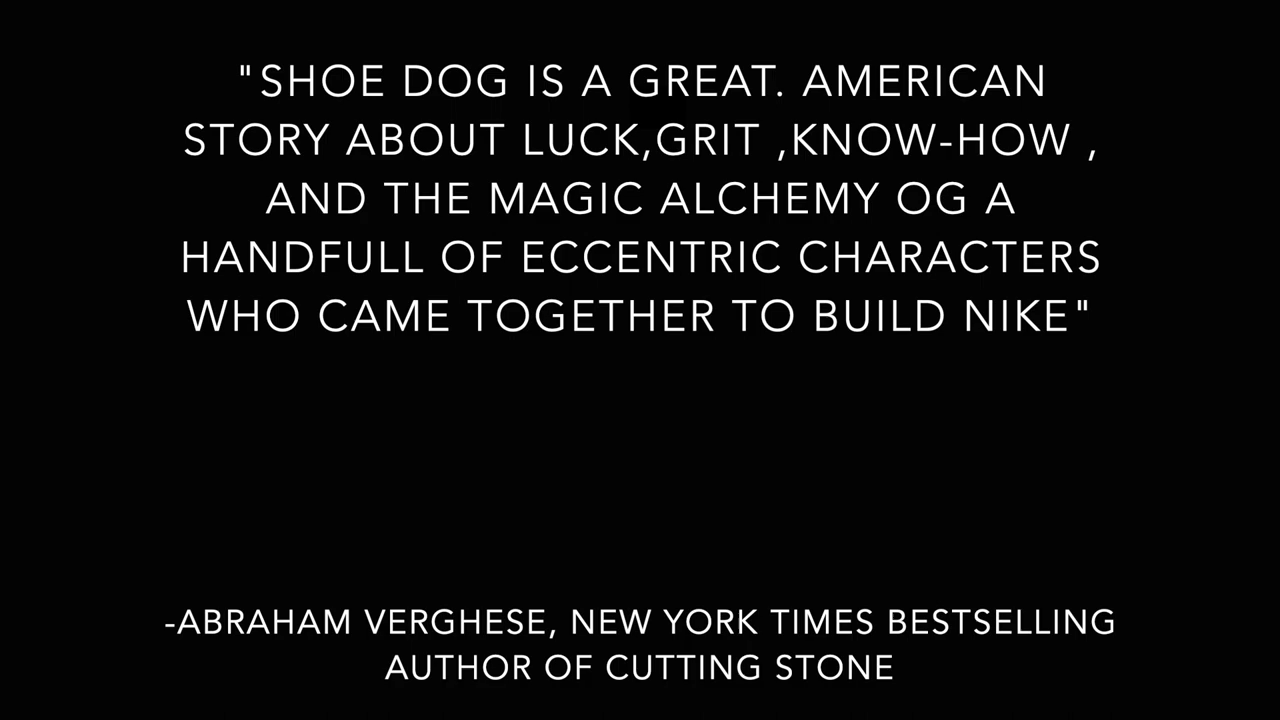 "SHOE DOG IS A GREAT. AMERICAN
STORY ABOUT LUCK,GRIT ,KNOW-HOW ,
AND THE MAGIC ALCHEMY OG A
HANDFULL OF ECCENTRIC CHARACTERS
WHO CAME TOGETHER TO BUILD NIKE"
-ABRAHAM VERGHESE, NEW YORK TIMES BESTSELLING
AUTHOR OF CUTTING STONE